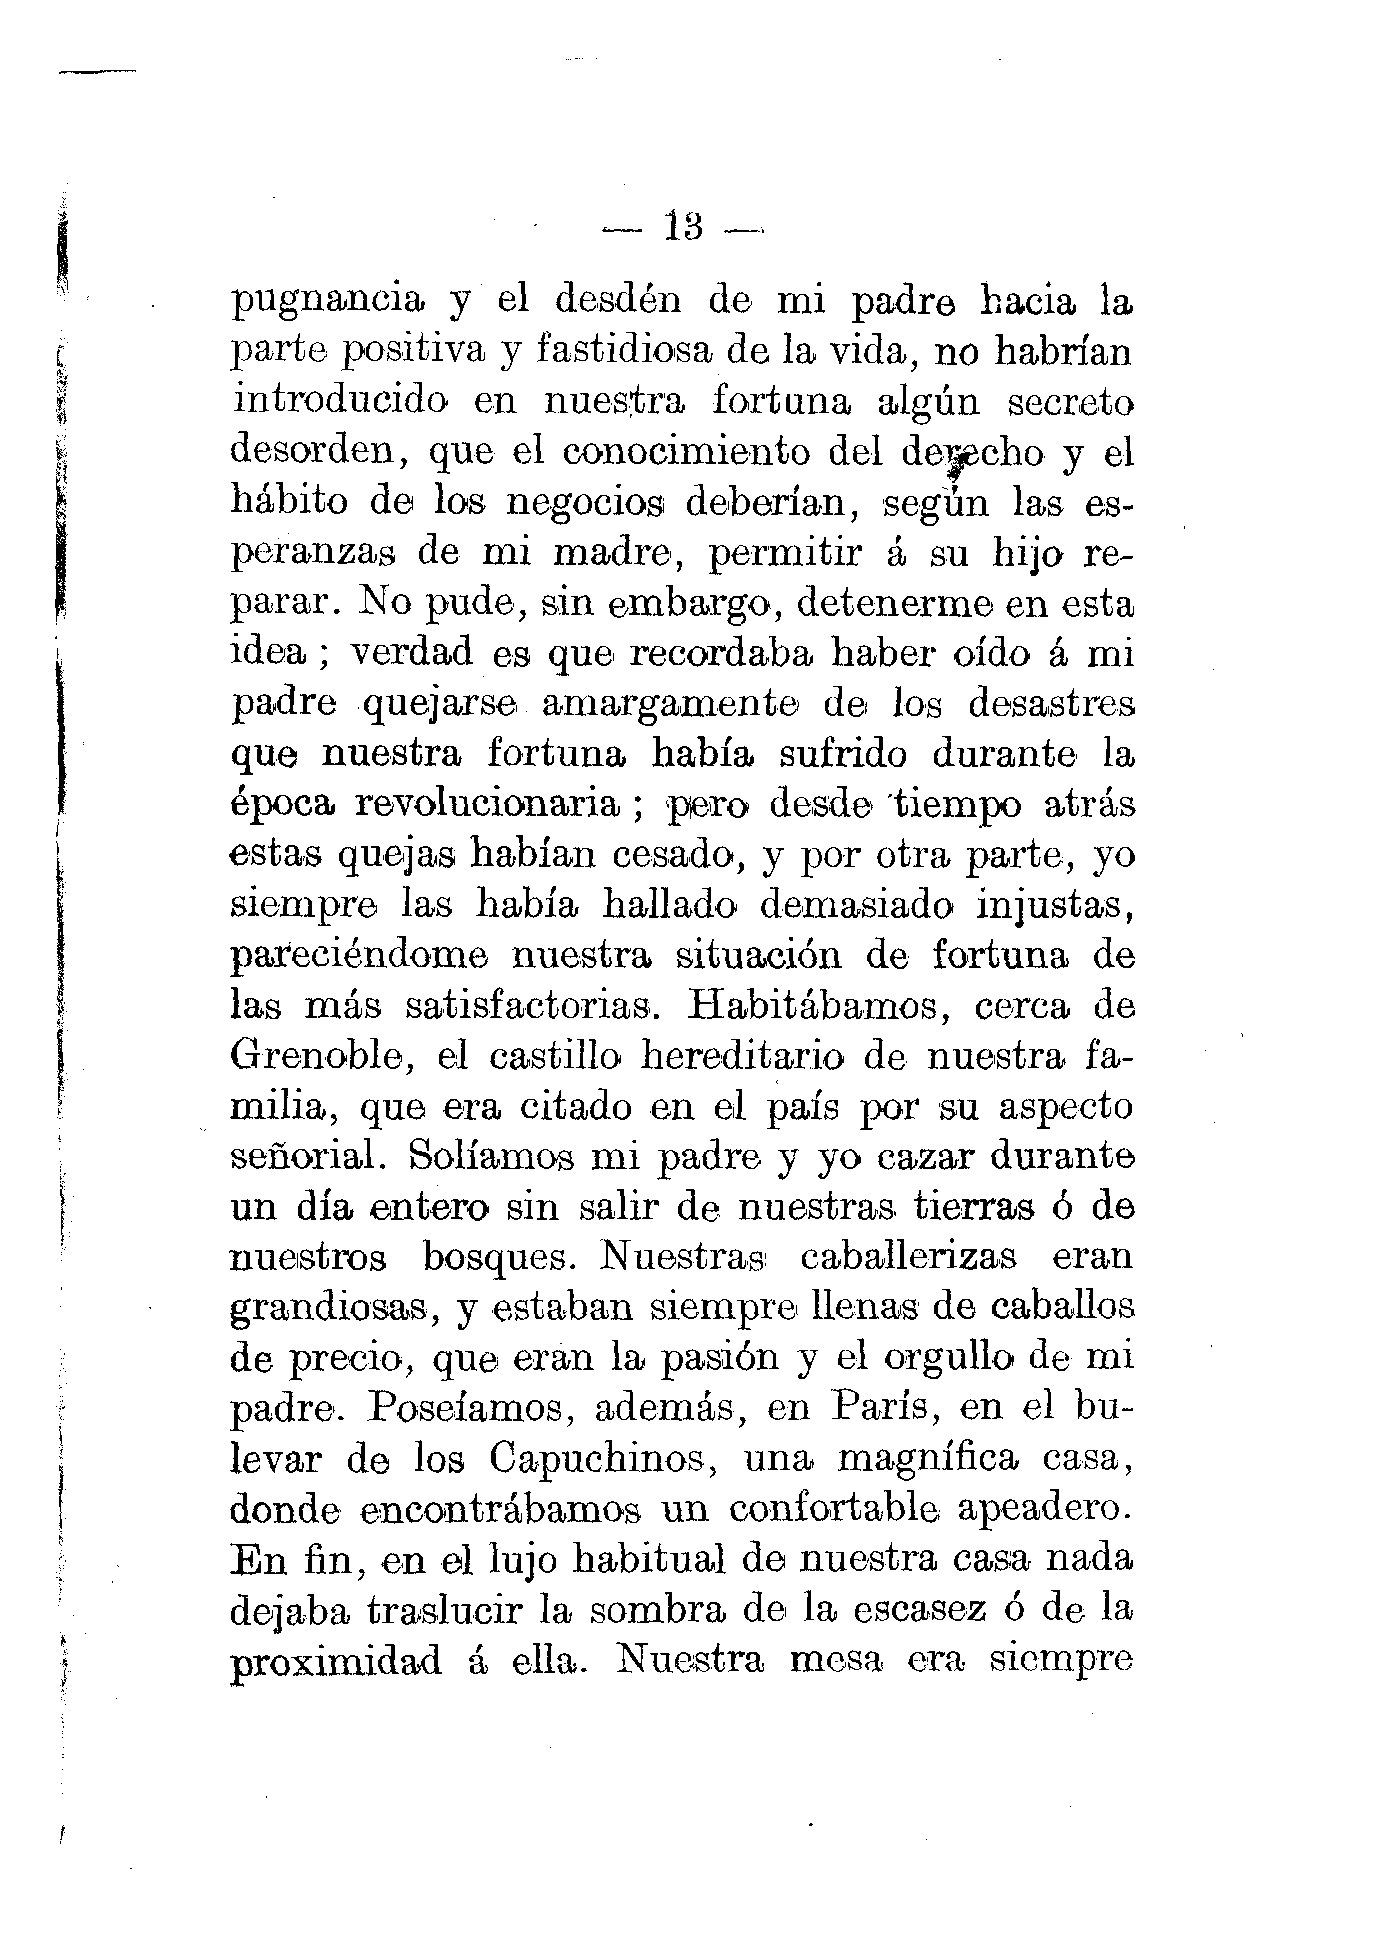 — 13 —
pugnancia y el desdén de mi padre hacia la
parte positiva y fastidiosa de la vida, no habrían
introducido en nuestra fortuna algún secreto
desorden, que el conocimiento del derecho y el
hábito de los negocios deberían, según las es-
peranzas de mi madre, permitir á su hijo re-
parar. No pude, sin embargo, detenerme en esta
idea ; verdad es que recordaba haber oído á mi
padre quejarse amargamente de los desastres
que nuestra fortuna había sufrido durante la
época revolucionaria ; pero desde tiempo atrás
estas quejas habían cesado, y por otra parte, yo
siempre las había hallado demasiado injustas,
pareciéndome nuestra situación de fortuna de
las más satisfactorias. Habitábamos, cerca de
Grenoble, el castillo hereditario de nuestra fa-
milia, que era citado en el país por su aspecto
señorial. Solíamos mi padre y yo cazar durante
un día entero sin salir de nuestras tierras ó de
nuestros bosques. Nuestras caballerizas eran
grandiosas, y estaban siempre llenas de caballos
de precio, que eran la pasión y el orgullo de mi
padre. Poseíamos, además, en París, en el bu-
levar de los Capuchinos, una magnífica casa,
donde encontrábamos un confortable apeadero.
En fin, en el lujo habitual de nuestra casa nada
dejaba traslucir la sombra de la escasez ó de la
proximidad á ella. Nuestra mesa era siempre